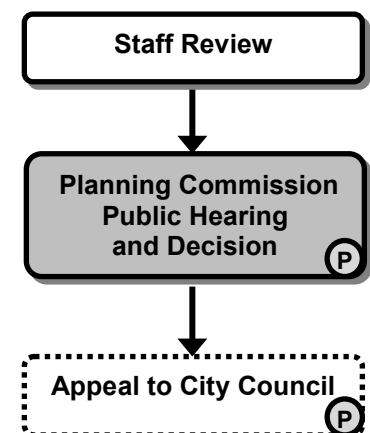 Staff Review
Planning Commission
Public Hearing
and Decision
P
Appeal to City Council
P